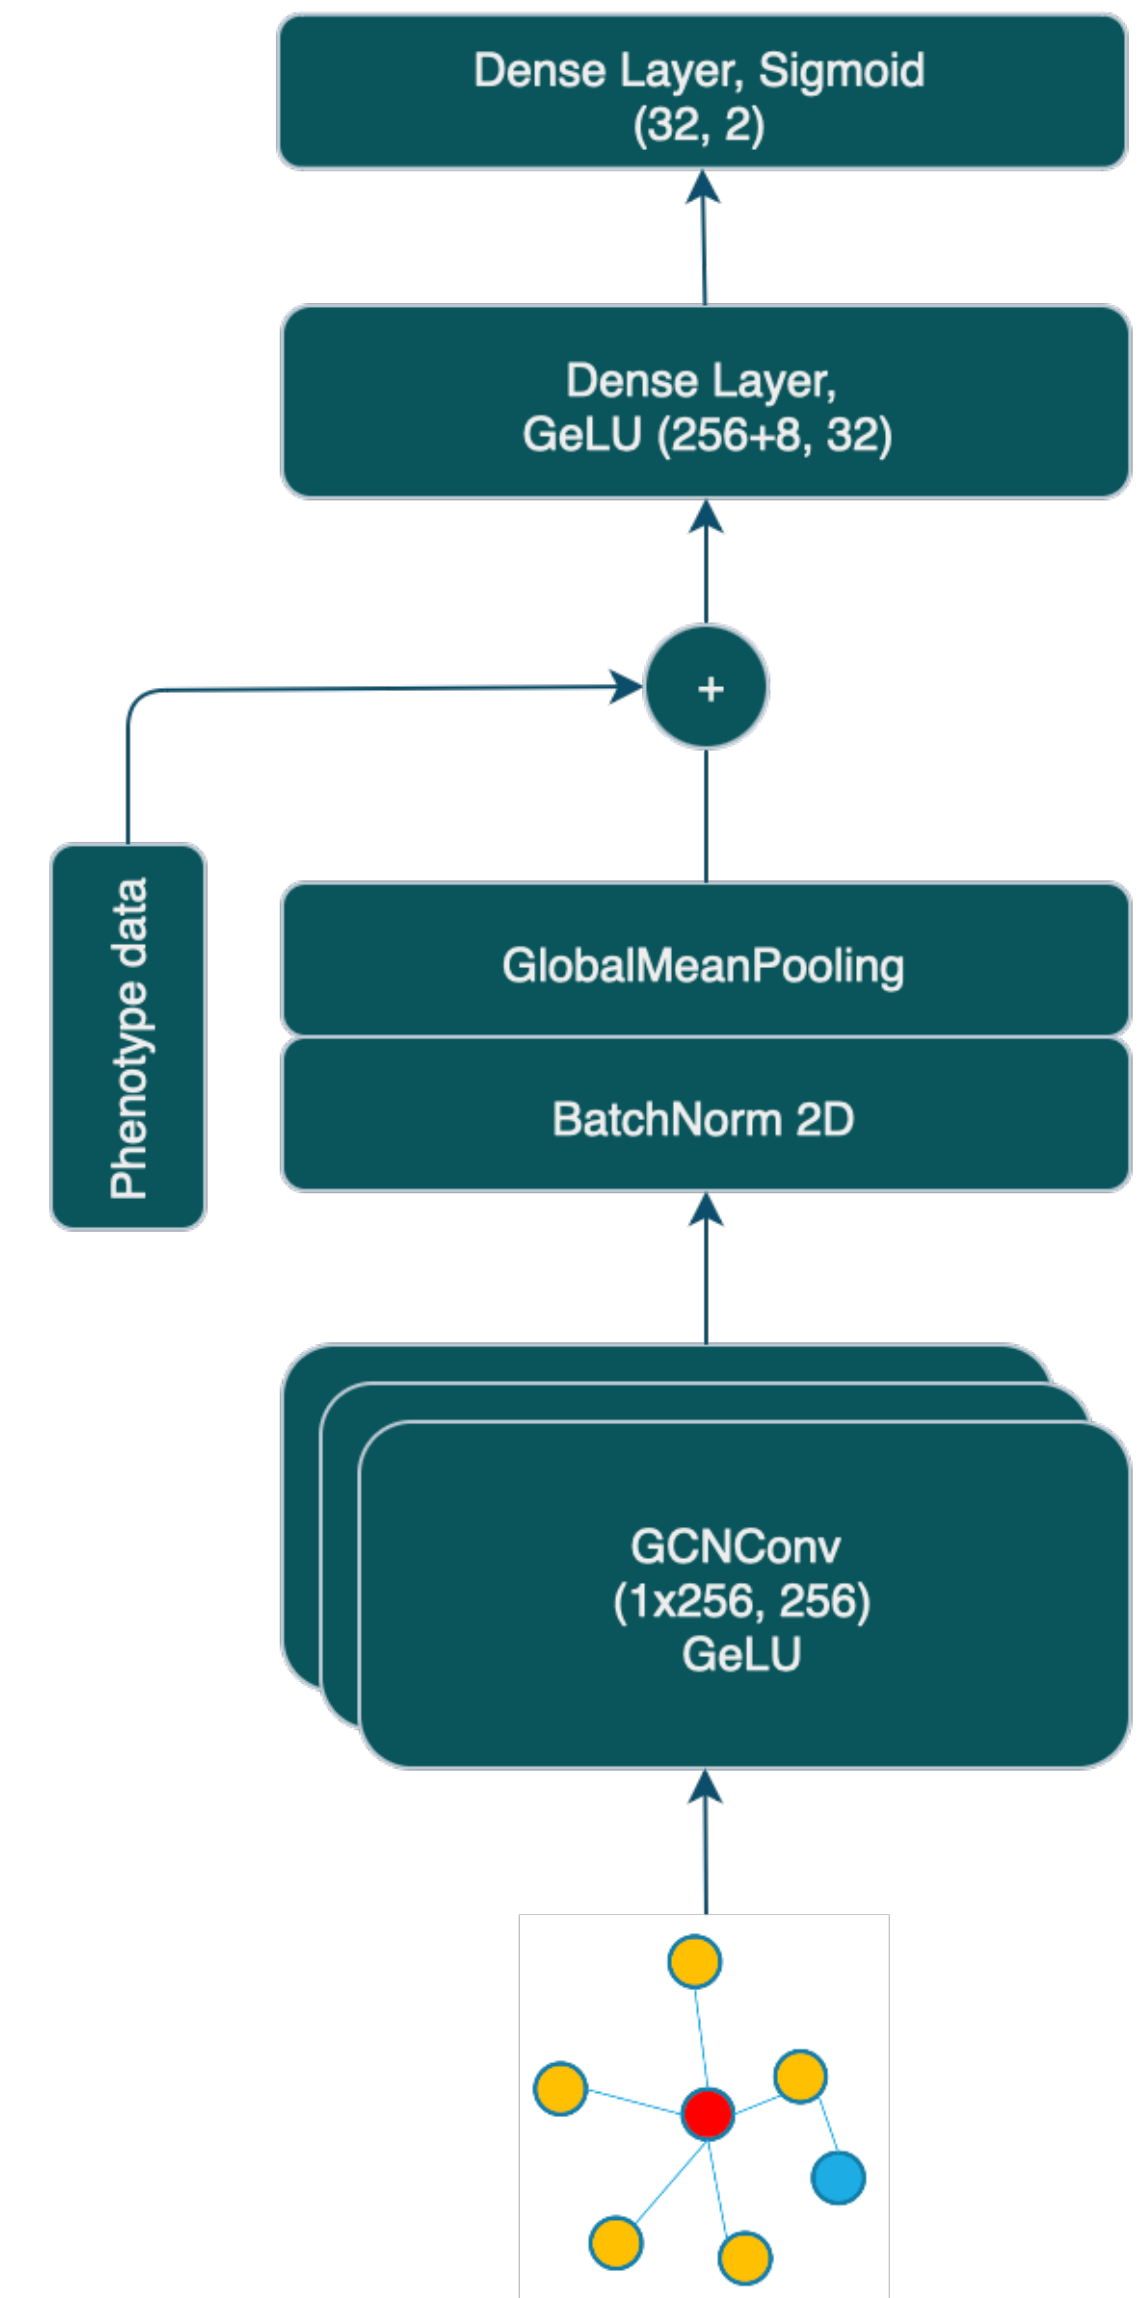 Dense Layer, Sigmoid
(32, 2)
Dense Layer,
GeLU (256+8, 32)
+
Phenotype data
GlobalMeanPooling
BatchNorm 2D
GCNConv
(1x256, 256)
GeLU